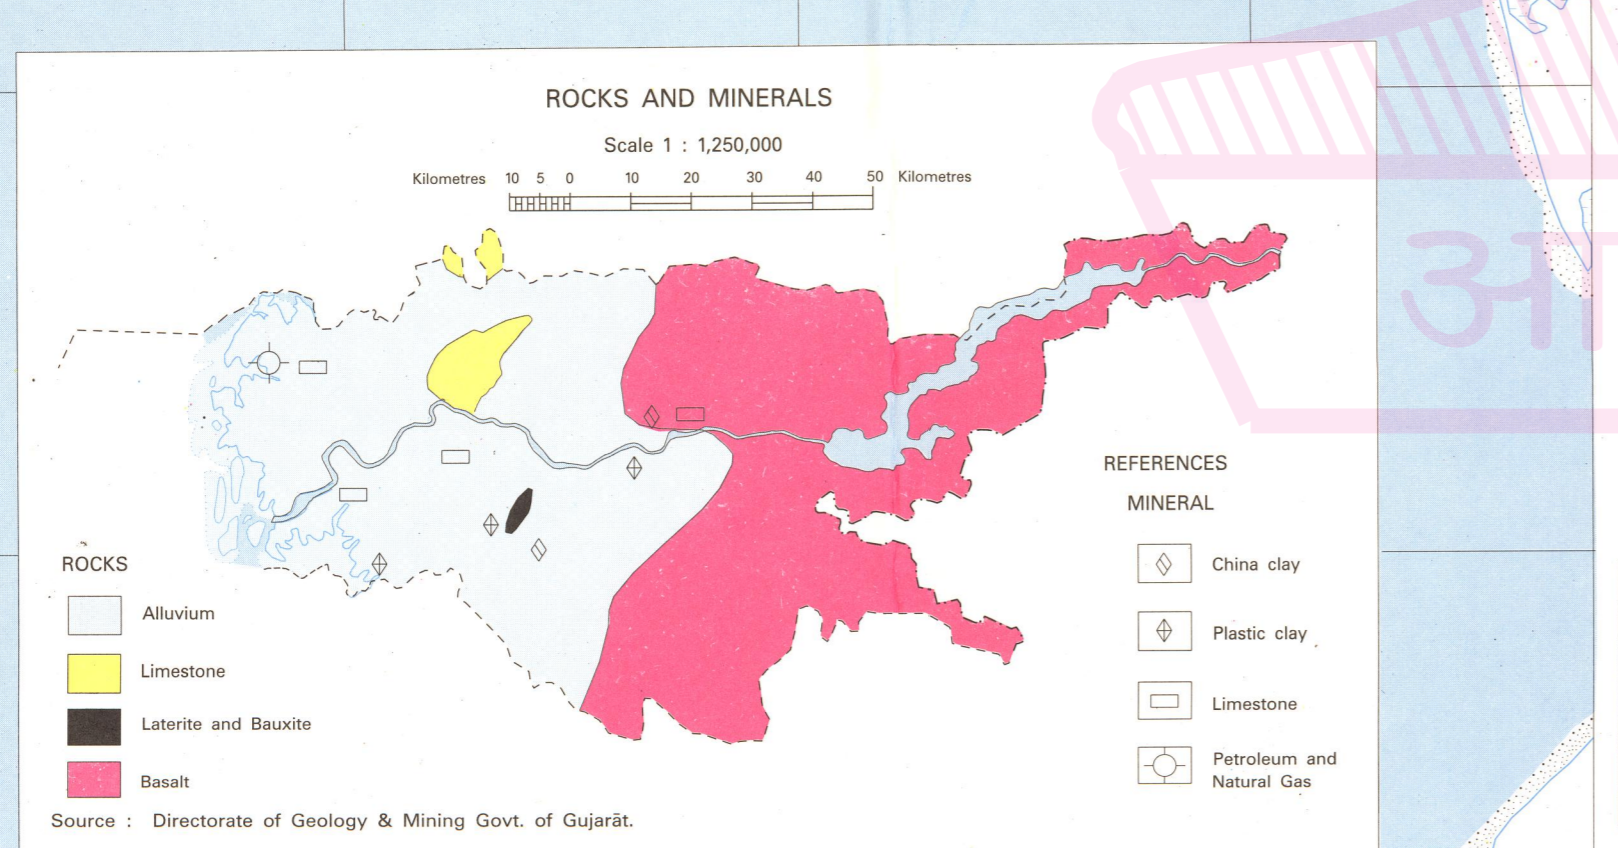 ROCKS AND MINERALS
Scale 1 : 1,250,000
Kilometres 10 5 0 10 20 30 40 50 Kilometres
REFERENCES
MINERAL
China clay
Plastic clay
Limestone
Petroleum and
Natural Gas
ROCKS
Alluvium
Limestone
Laterite and Bauxite
Basalt
Source : Directorate of Geology & Mining Govt. of Gujarāt.